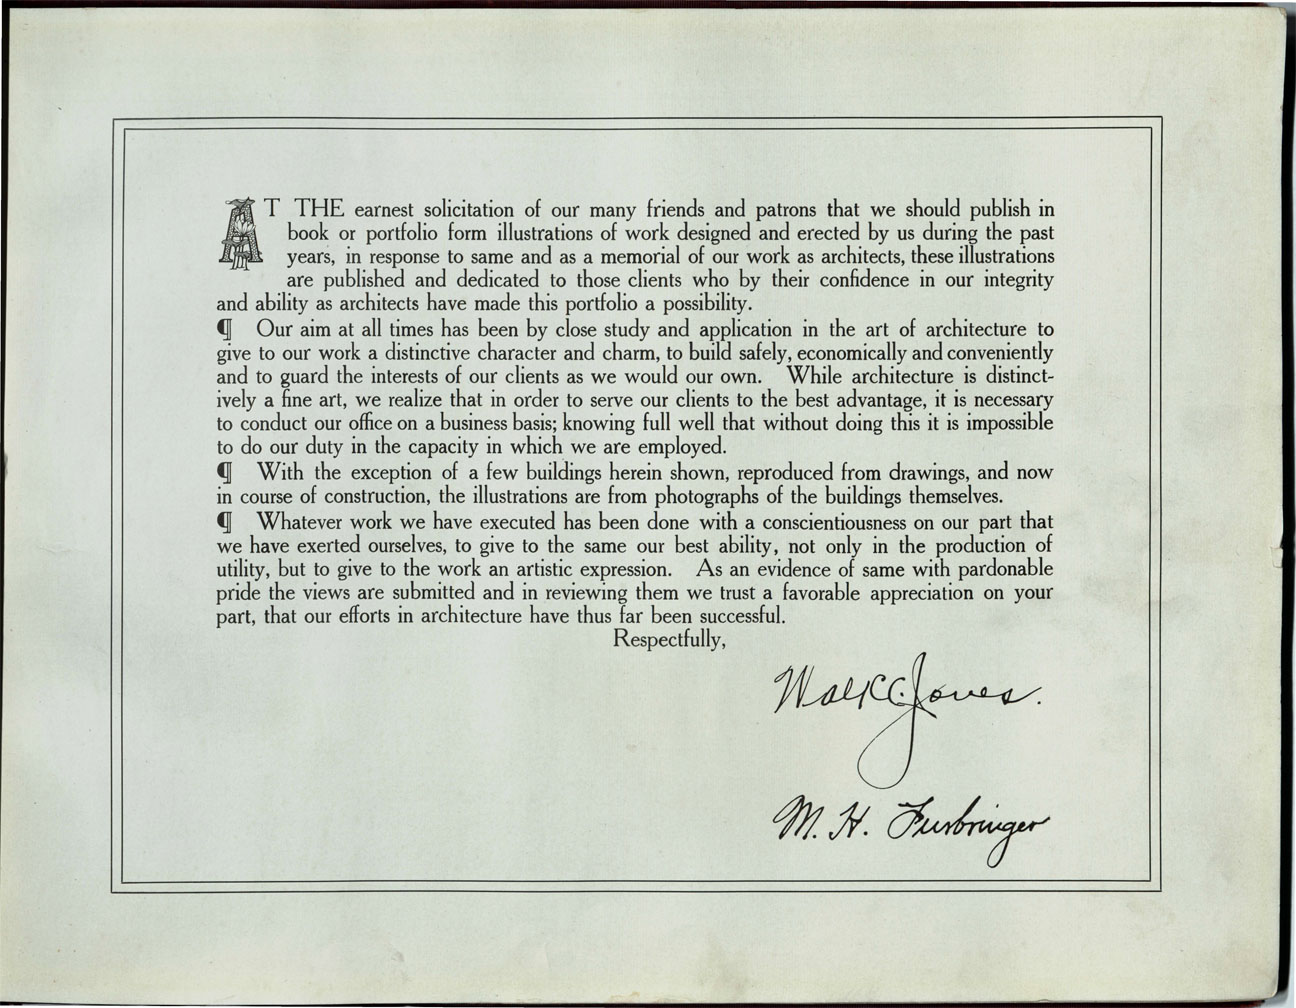 AT THE earnest solicitation of our many friends and patrons that we should publish in
book or portfolio form illustrations of work designed and erected by us during the past
years, in response to same and as a memorial of our work as architects, these illustrations
are published and dedicated to those clients who by their confidence in our integrity
and ability as architects have made this portfolio a possibility.
¶ Our aim at all times has been by close study and application in the art of architecture to
give to our work a distinctive character and charm, to build safely, economically and conveniently
and to guard the interests of our clients as we would our own. While architecture is distinct-
ively a fine art, we realize that in order to serve our clients to the best advantage, it is necessary
to conduct our office on a business basis; knowing full well that without doing this it is impossible
to do our duty in the capacity in which we are employed.
¶ With the exception of a few buildings herein shown, reproduced from drawings, and now
in course of construction, the illustrations are from photographs of the buildings themselves.
¶ Whatever work we have executed has been done with a conscientiousness on our part that
we have exerted ourselves, to give to the same our best ability, not only in the production of
utility, but to give to the work an artistic expression. As an evidence of same with pardonable
pride the views are submitted and in reviewing them we trust a favorable appreciation on your
part, that our efforts in architecture have thus far been successful.
Respectfully,
Walk C. Jones.
M. H. Furbringer